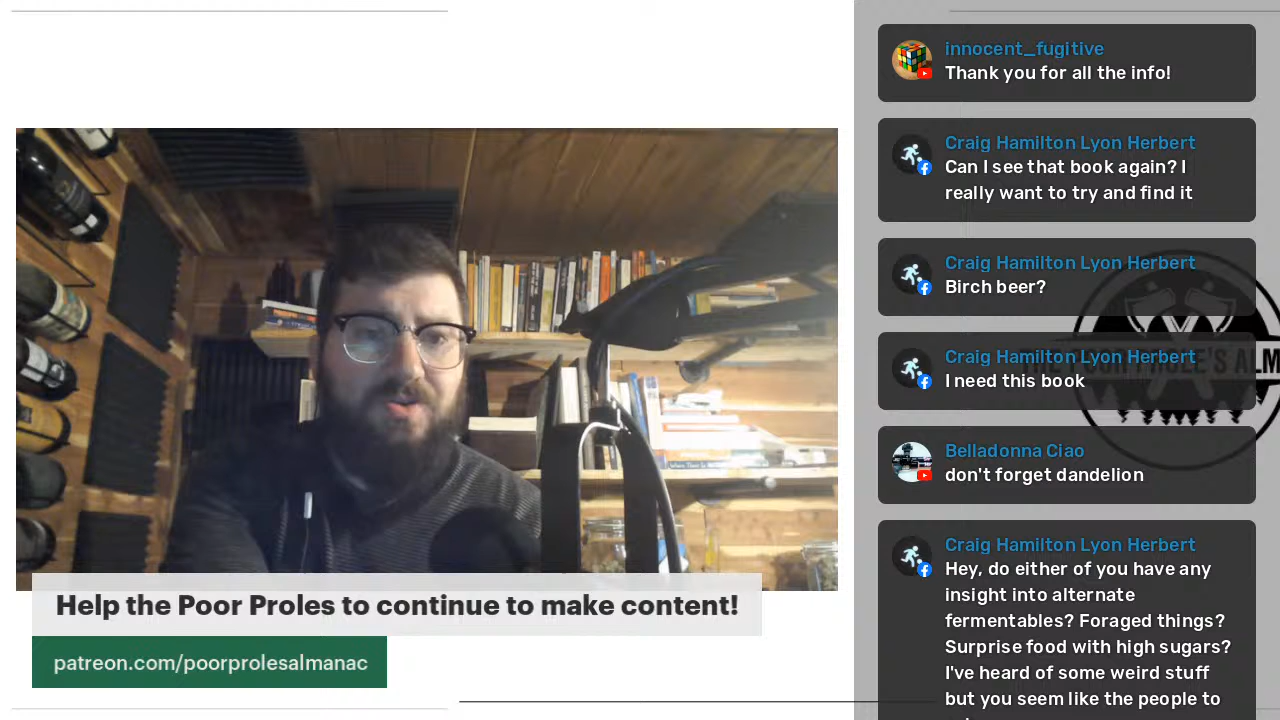 Help the Poor Proles to continue to make content!
patreon.com/poorprolesalmanac
innocent_fugitive
Thank you for all the info!
Craig Hamilton Lyon Herbert
Can I see that book again? I
really want to try and find it
Craig Hamilton Lyon Herbert
Birch beer?
Craig Hamilton Lyon Herbert
I need this book
THE POOR PROLE'S ALM
Belladonna Ciao
don't forget dandelion
Craig Hamilton Lyon Herbert
Hey, do either of you have any
insight into alternate
fermentables? Foraged things?
Surprise food with high sugars?
I've heard of some weird stuff
but you seem like the people to